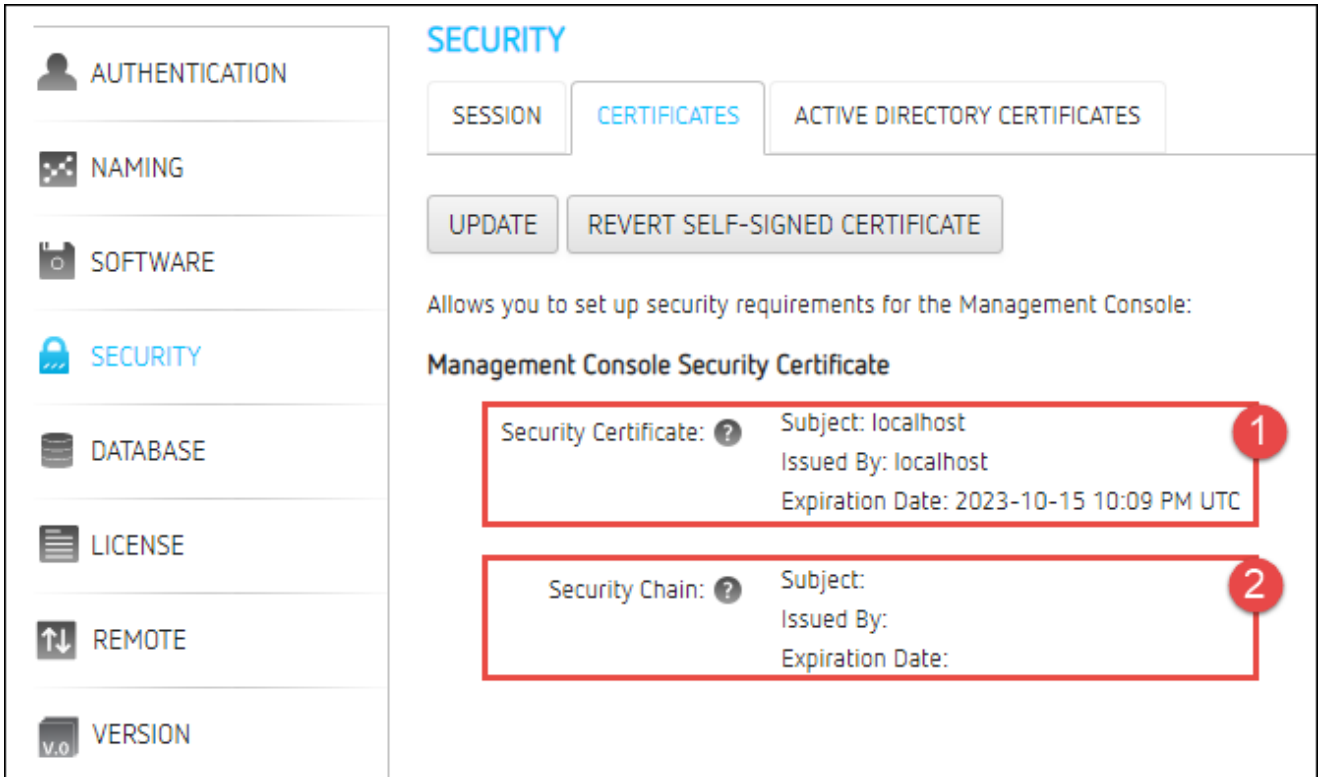 AUTHENTICATION
NAMING
SOFTWARE
SECURITY
DATABASE
LICENSE
REMOTE
V.0 VERSION
SECURITY
SESSION CERTIFICATES ACTIVE DIRECTORY CERTIFICATES
UPDATE REVERT SELF-SIGNED CERTIFICATE
Allows you to set up security requirements for the Management Console:
Management Console Security Certificate
Security Certificate: ? Subject: localhost 1
Issued By: localhost
Expiration Date: 2023-10-15 10:09 PM UTC
Security Chain: ? Subject: 2
Issued By:
Expiration Date: